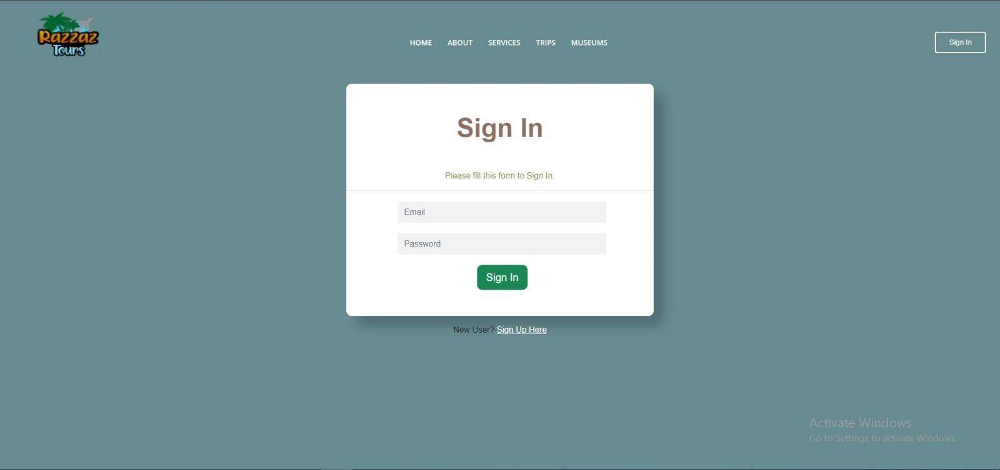 Razzaz
Tours
HOME ABOUT SERVICES TRIPS MUSEUMS
Sign In
Sign In
Please fill this form to Sign In.
Email
Password
Sign In
New User? Sign Up Here
Activate Windows
Go to Settings to activate Windows.